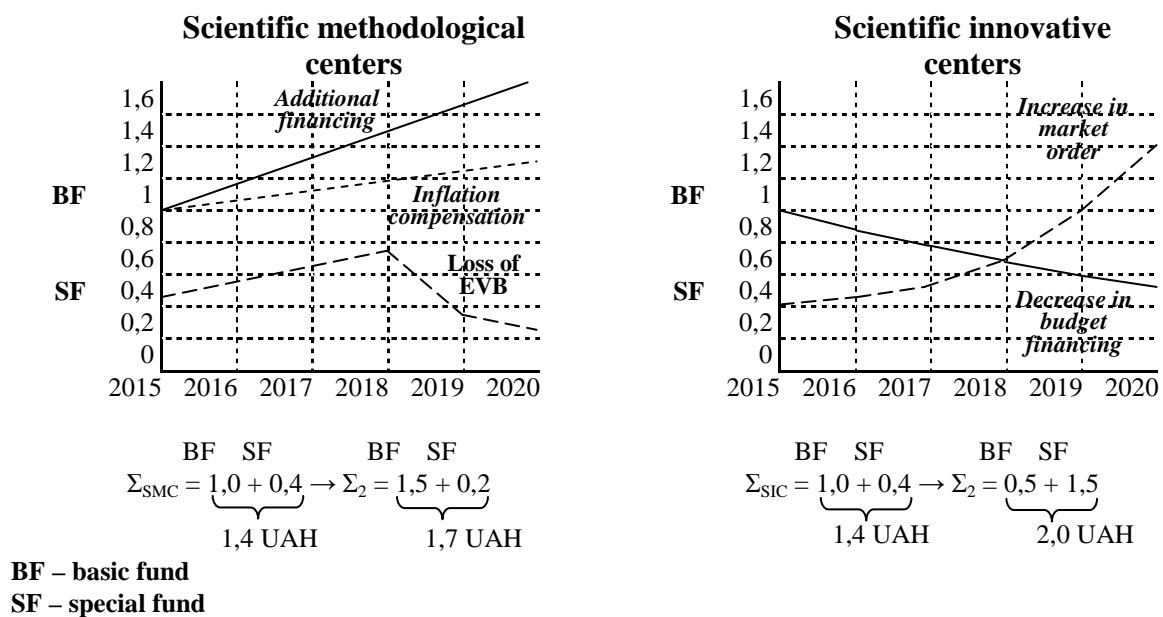 Scientific methodological
centers
1,6
1,4
1,2
1
0,8
0,6
0,4
0,2
0
BF
SF
Additional
financing
Inflation
compensation
Loss of
EVB
2015 2016 2017 2018 2019 2020
BF SF BF SF
ΣSMC = 1,0 + 0,4 → Σ2 = 1,5 + 0,2
1,4 UAH 1,7 UAH
Scientific innovative
centers
1,6
1,4
1,2
1
0,8
0,6
0,4
0,2
0
BF
SF
Increase in
market
order
Decrease in
budget
financing
2015 2016 2017 2018 2019 2020
BF SF BF SF
ΣSIC = 1,0 + 0,4 → Σ2 = 0,5 + 1,5
1,4 UAH 2,0 UAH
BF – basic fund
SF – special fund